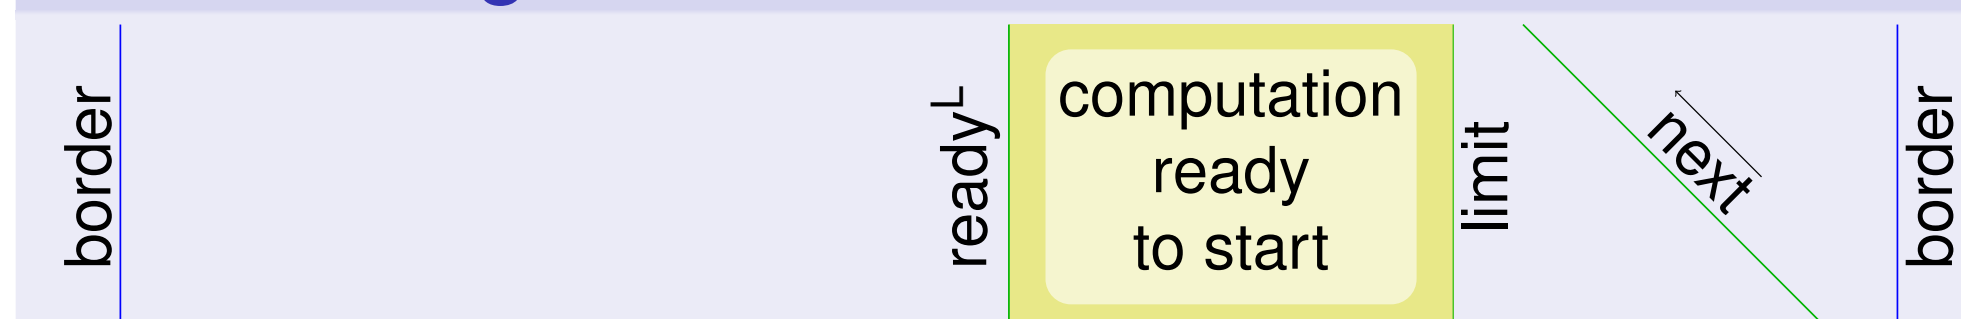 border
ready^L
computation
ready
to start
limit
next
border